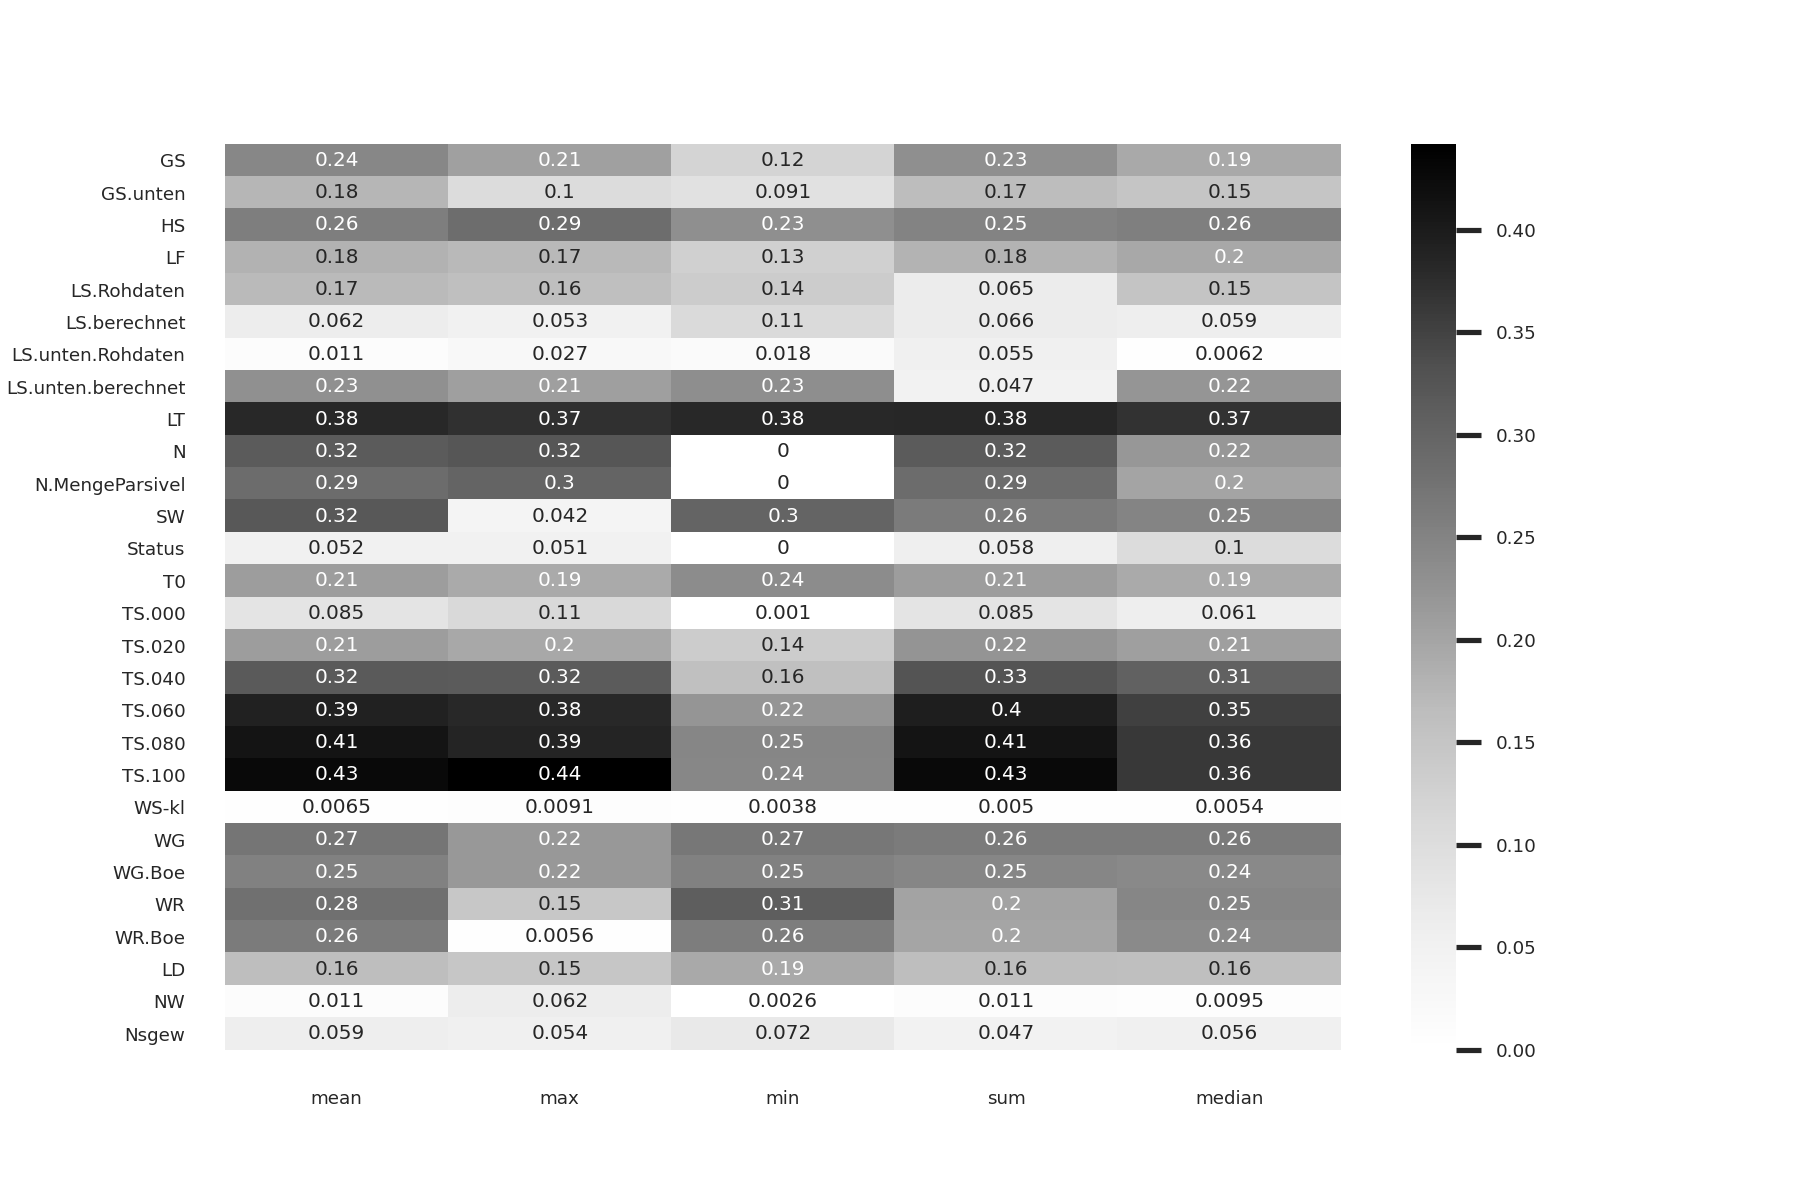 GS 0.24 0.21 0.12 0.23 0.19
GS.unten 0.18 0.1 0.091 0.17 0.15
HS 0.26 0.29 0.23 0.25 0.26
0.40
LF 0.18 0.17 0.13 0.18 0.2
LS.Rohdaten 0.17 0.16 0.14 0.065 0.15
LS.berechnet 0.062 0.053 0.11 0.066 0.059
0.35
LS.unten.Rohdaten 0.011 0.027 0.018 0.055 0.0062
LS.unten.berechnet 0.23 0.21 0.23 0.047 0.22
LT 0.38 0.37 0.38 0.38 0.37
0.30
N 0.32 0.32 0 0.32 0.22
N.MengeParsivel 0.29 0.3 0 0.29 0.2
SW 0.32 0.042 0.3 0.26 0.25
0.25
Status 0.052 0.051 0 0.058 0.1
T0 0.21 0.19 0.24 0.21 0.19
TS.000 0.085 0.11 0.001 0.085 0.061
0.20
TS.020 0.21 0.2 0.14 0.22 0.21
TS.040 0.32 0.32 0.16 0.33 0.31
TS.060 0.39 0.38 0.22 0.4 0.35
TS.080 0.41 0.39 0.25 0.41 0.36
0.15
TS.100 0.43 0.44 0.24 0.43 0.36
WS-kl 0.0065 0.0091 0.0038 0.005 0.0054
WG 0.27 0.22 0.27 0.26 0.26
0.10
WG.Boe 0.25 0.22 0.25 0.25 0.24
WR 0.28 0.15 0.31 0.2 0.25
WR.Boe 0.26 0.0056 0.26 0.2 0.24
0.05
LD 0.16 0.15 0.19 0.16 0.16
NW 0.011 0.062 0.0026 0.011 0.0095
Nsgew 0.059 0.054 0.072 0.047 0.056
0.00
mean max min sum median